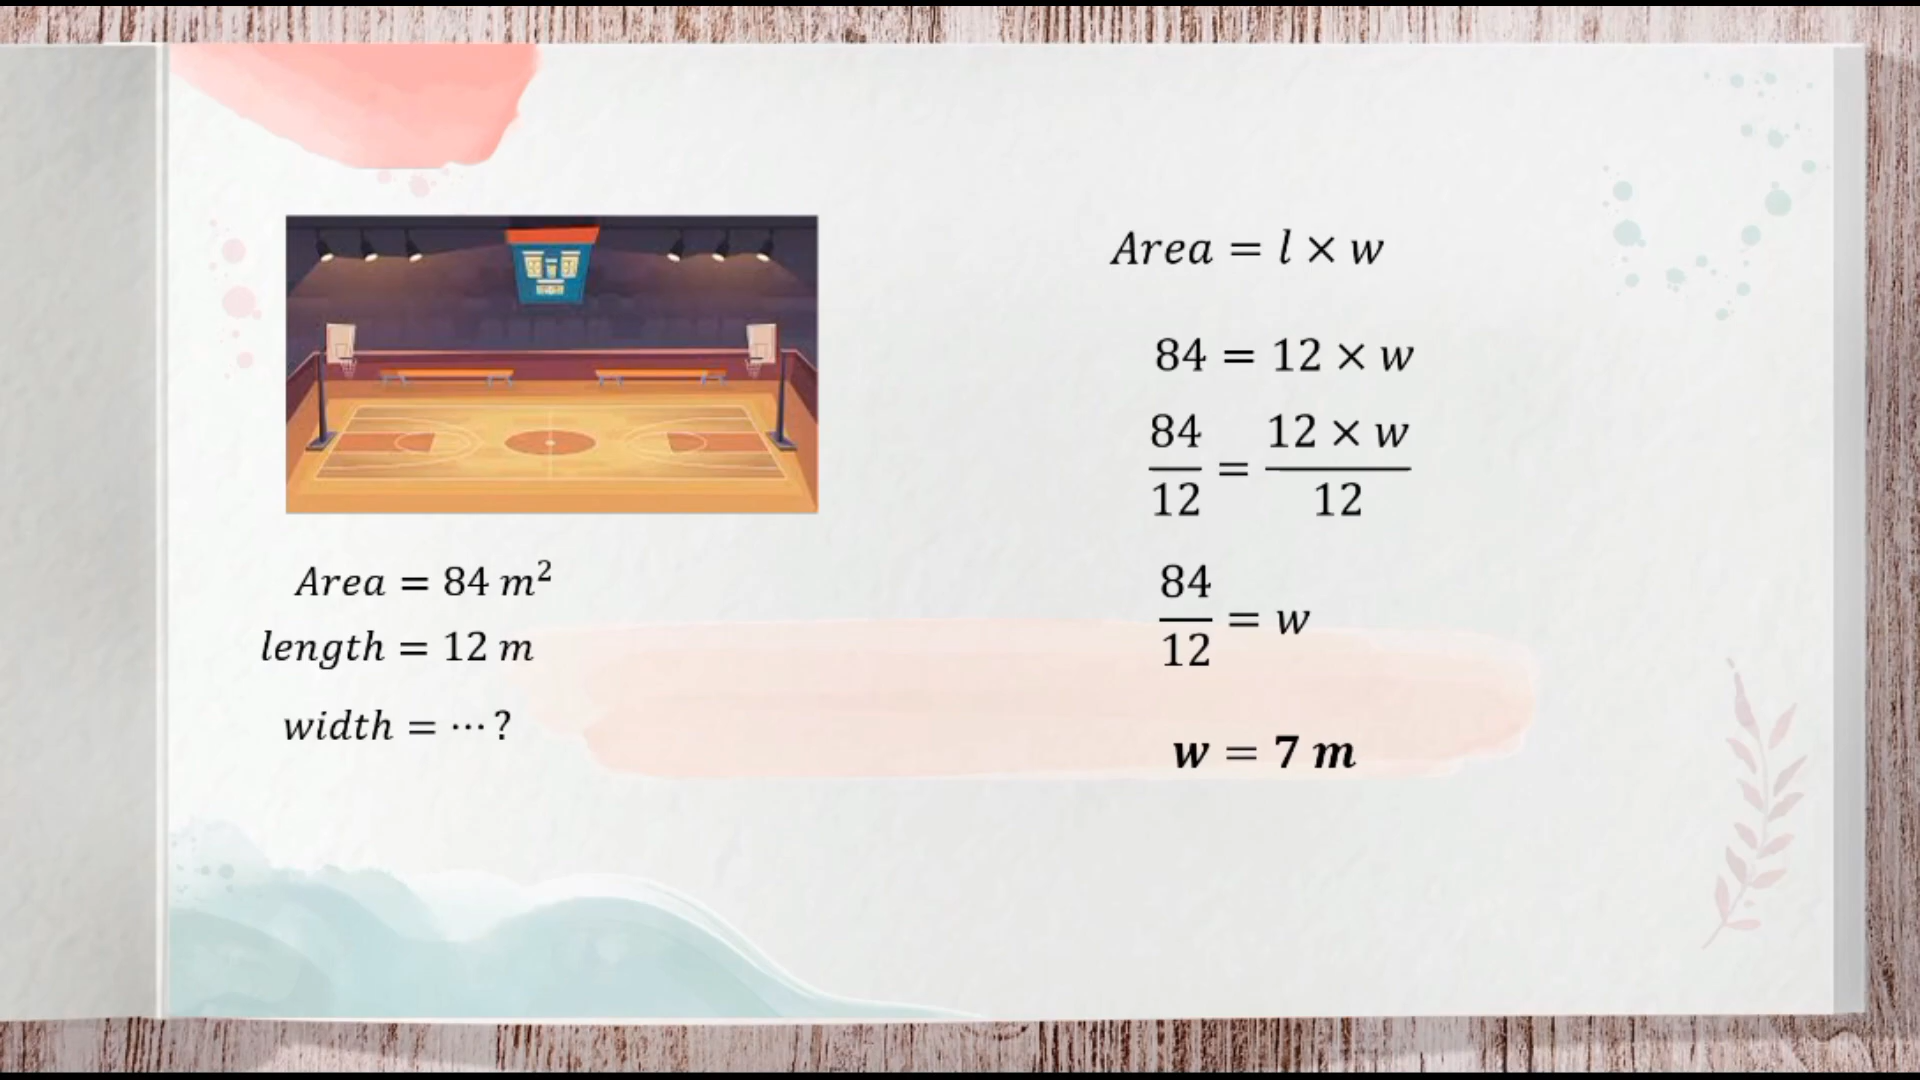 Area = 84 m²
length = 12 m
width = ⋯ ?
Area = l × w
84 = 12 × w
84/12 = 12 × w/12
84/12 = w
w = 7 m